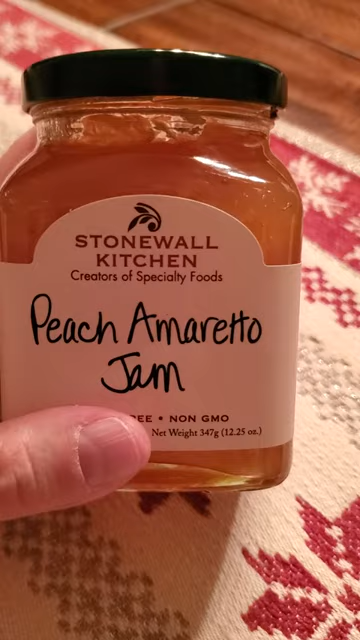 STONEWALL
KITCHEN
Creators of Specialty Foods
Peach Amaretto
Jam
• NON GMO
Net Weight 347g (12.25 oz.)